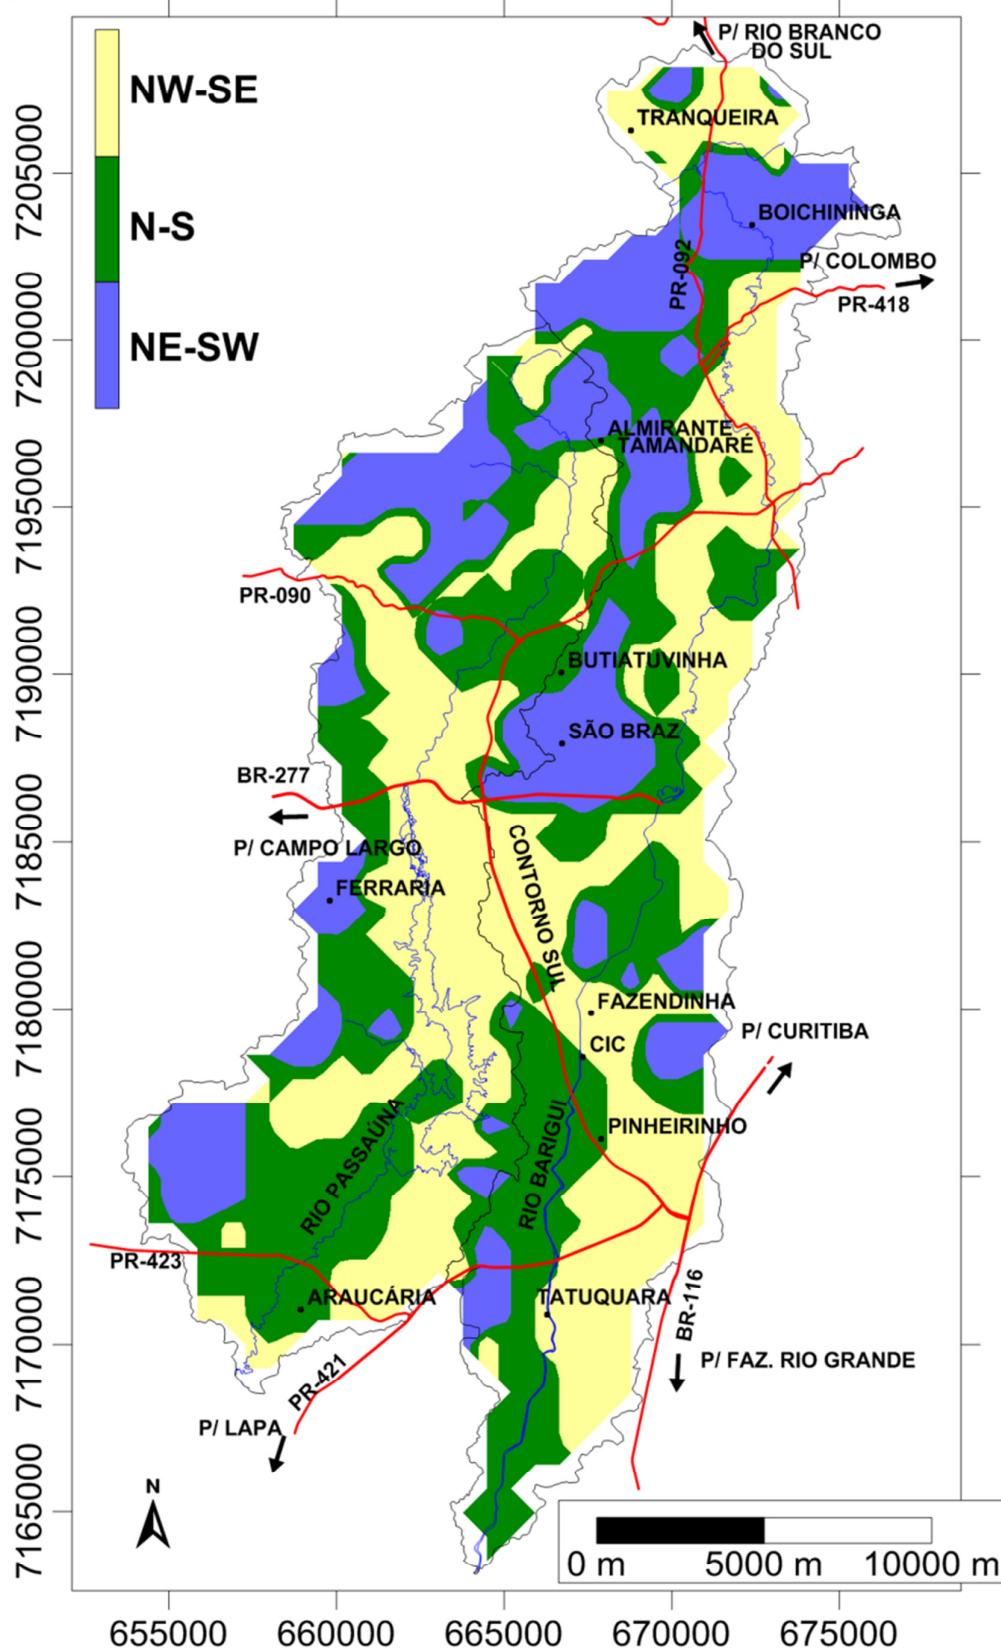 P/ RIO BRANCO
DO SUL
NW-SE
N-S
NE-SW
TRANQUEIRA
BOICHININGA
P/ COLOMBO
PR-092
PR-418
ALMIRANTE
TAMANDARÉ
PR-090
BUTIATUVINHA
SÃO BRAZ
BR-277
P/ CAMPO LARGO
FERRARIA
CONTORNO SUL
FAZENDINHA
CIC
P/ CURITIBA
PINHEIRINHO
RIO PASSAÚNA
RIO BARIGUI
PR-423
ARAUCÁRIA
TATUQUARA
BR-116
P/ FAZ. RIO GRANDE
PR-421
P/ LAPA
N
0 m 5000 m 10000 m
7205000
7200000
7195000
7190000
7185000
7180000
7175000
7170000
7165000
655000 660000 665000 670000 675000